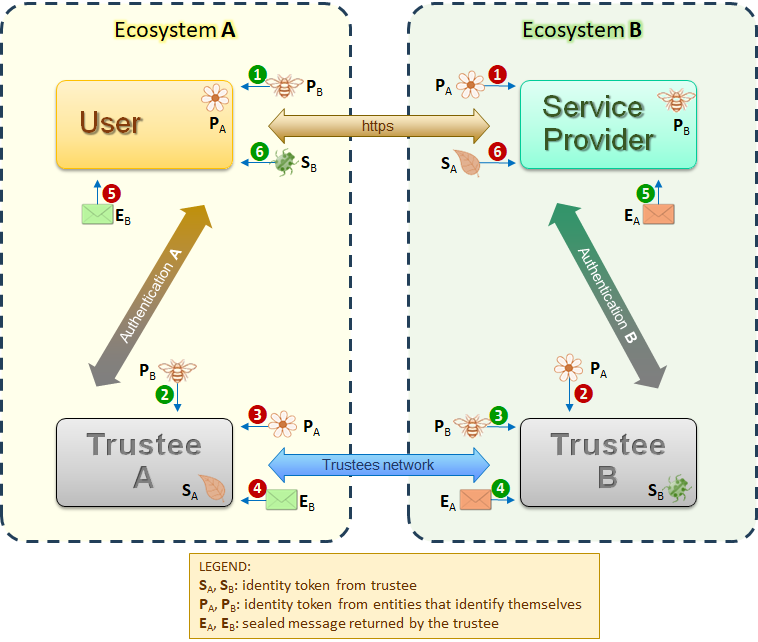 Ecosystem A
Ecosystem B
1
P_B
P_A
1
User
P_A
Service
Provider
P_B
https
6
S_B
S_A
6
5
E_B
5
E_A
Authentication A
Authentication B
P_B
2
P_A
2
3
P_A
P_B
3
Trustee
A
S_A
Trustees network
Trustee
B
S_B
4
E_B
E_A
4
LEGEND:
S_A, S_B: identity token from trustee
P_A, P_B: identity token from entities that identify themselves
E_A, E_B: sealed message returned by the trustee